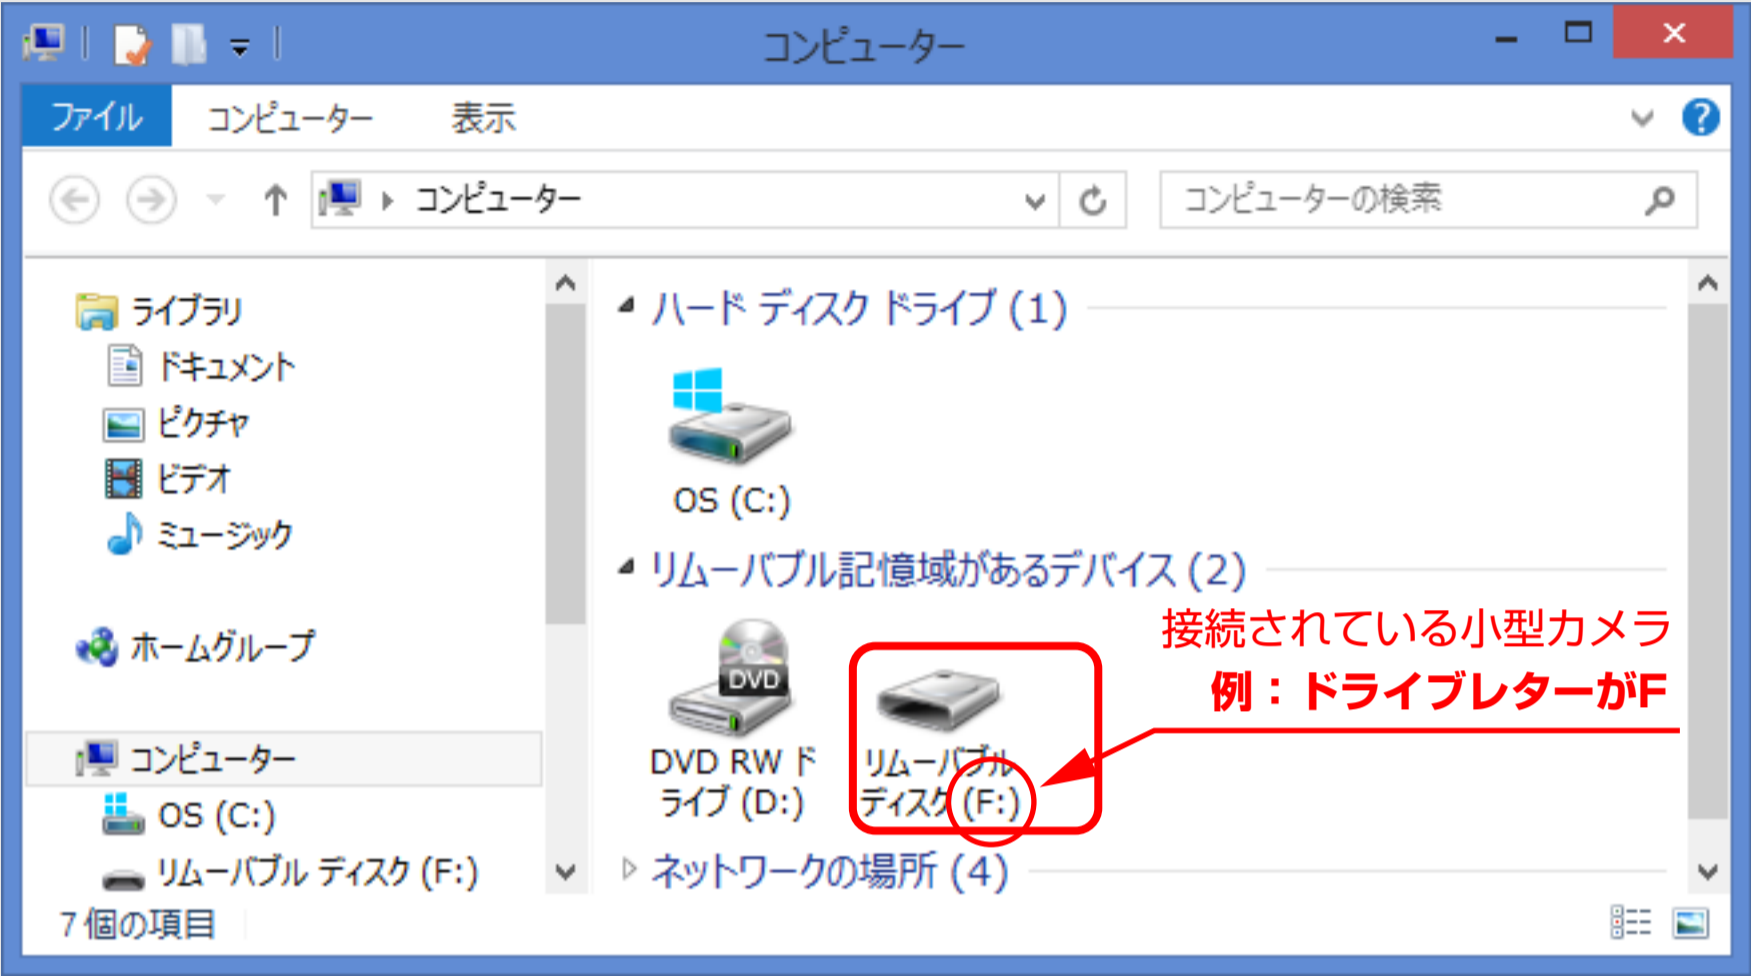 コンピューター
ファイル コンピューター 表示
コンピューター コンピューターの検索
ライブラリ
ドキュメント
ピクチャ
ビデオ
ミュージック
ホームグループ
コンピューター
OS (C:)
リムーバブル ディスク (F:)
ハード ディスク ドライブ (1)
OS (C:)
リムーバブル記憶域があるデバイス (2)
接続されている小型カメラ
例：ドライブレターがF
DVD
DVD RW ド
ライブ (D:)
リムーバブル
ディスク (F:)
ネットワークの場所 (4)
7 個の項目